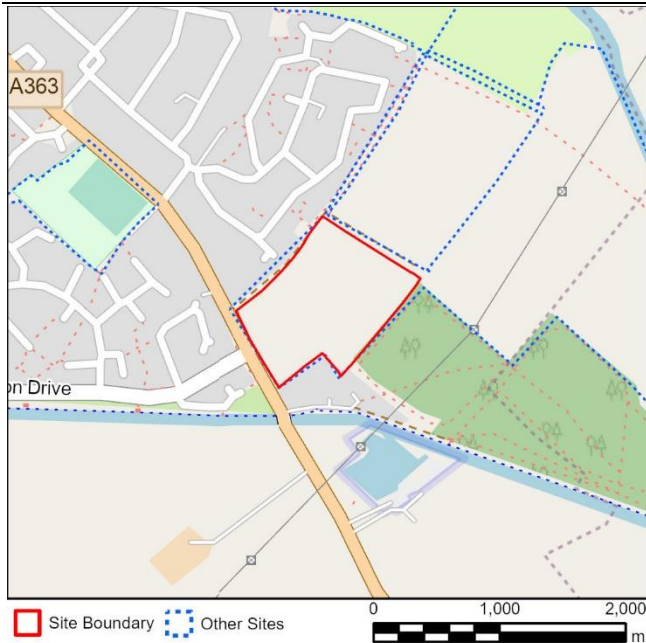 A363
on Drive
Site Boundary
Other Sites
0 1,000 2,000
m